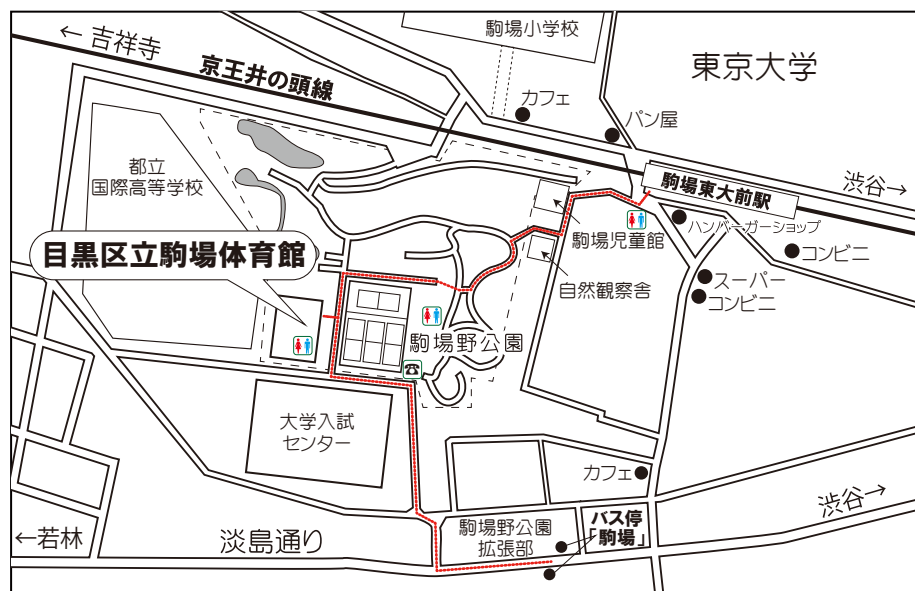 駒場小学校
← 吉祥寺
東京大学
京王井の頭線
カフェ
パン屋
都立
国際高等学校
駒場東大前駅
渋谷→
ハンバーガーショップ
駒場児童館
目黒区立駒場体育館
コンビニ
自然観察舎
スーパー
コンビニ
駒場野公園
大学入試
センター
カフェ
渋谷→
バス停
「駒場」
駒場野公園
拡張部
←若林
淡島通り